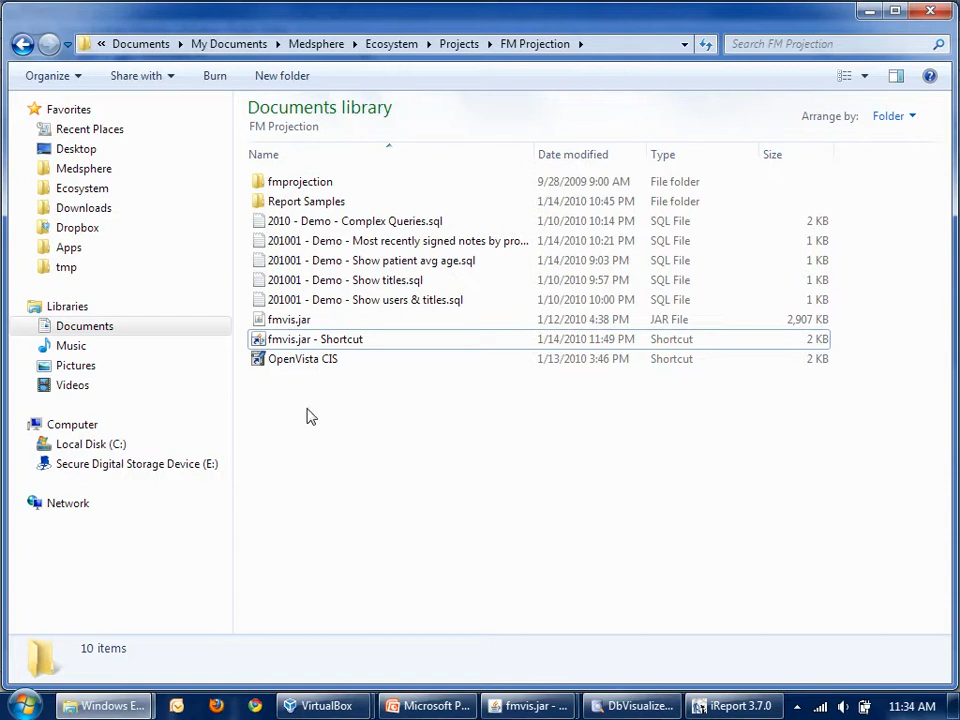 « Documents ▸ My Documents ▸ Medsphere ▸ Ecosystem ▸ Projects ▸ FM Projection ▸
Search FM Projection
Organize Share with Burn New folder
Favorites
Recent Places
Desktop
Medsphere
Ecosystem
Downloads
Dropbox
Apps
tmp
Libraries
Documents
Music
Pictures
Videos
Computer
Local Disk (C:)
Secure Digital Storage Device (E:)
Network
Documents library
FM Projection
Arrange by: Folder
Name Date modified Type Size
fmprojection 9/28/2009 9:00 AM File folder
Report Samples 1/14/2010 10:45 PM File folder
2010 - Demo - Complex Queries.sql 1/10/2010 10:14 PM SQL File 2 KB
201001 - Demo - Most recently signed notes by pro... 1/14/2010 10:21 PM SQL File 1 KB
201001 - Demo - Show patient avg age.sql 1/14/2010 9:03 PM SQL File 1 KB
201001 - Demo - Show titles.sql 1/10/2010 9:57 PM SQL File 1 KB
201001 - Demo - Show users & titles.sql 1/10/2010 10:00 PM SQL File 1 KB
fmvis.jar 1/12/2010 4:38 PM JAR File 2,907 KB
fmvis.jar - Shortcut 1/14/2010 11:49 PM Shortcut 2 KB
OpenVista CIS 1/13/2010 3:46 PM Shortcut 2 KB
10 items
Windows E... VirtualBox Microsoft P... fmvis.jar - ... DbVisualize... iReport 3.7.0 11:34 AM